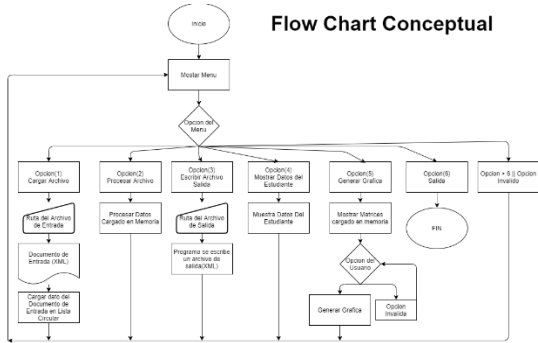 Flow Chart Conceptual
Inicio
Mostar Menu
Opcion del
Menu
Opcion(1)
Cargar Archivo
Opcion(2)
Procesar Archivo
Opcion(3)
Escribir Archivo
Salida
Opcion(4)
Mostrar Datos del
Estudiante
Opcion(5)
Generar Grafica
Opcion(6)
Salida
Opcion > 6 || Opcion
Invalido
Ruta del Archivo
de Entrada
Procesar Datos
Cargado en Memoria
Ruta del Archivo
de Salida
Muestra Datos Del
Estudiante
Mostrar Matrices
cargado en memoria
FIN
Documento de
Entrada (XML)
Programa se escribe
un archivo de
salida(XML)
Opcion de
Usuario
Cargar dato del
Documento de
Entrada en Lista
Circular
Generar Grafica
Opcion
Invalida